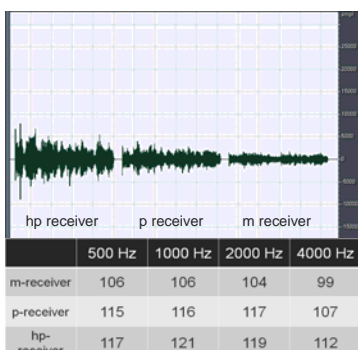 hp receiver p receiver m receiver
500 Hz 1000 Hz 2000 Hz 4000 Hz
m-receiver 106 106 104 99
p-receiver 115 116 117 107
hp-
receiver 117 121 119 112